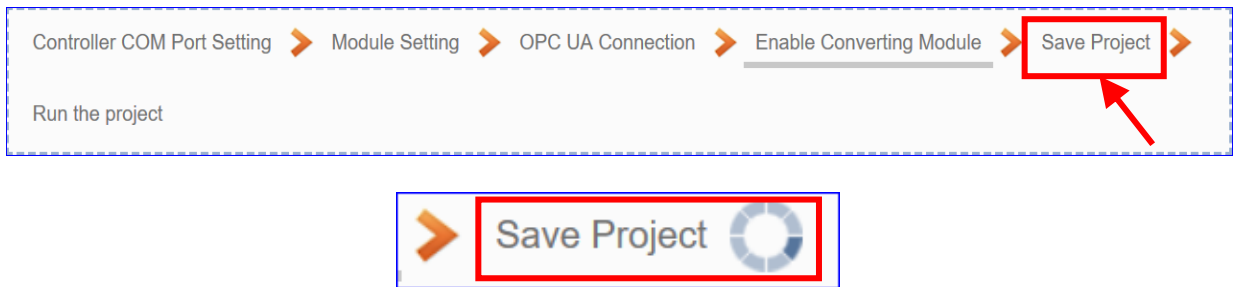 Controller COM Port Setting Module Setting OPC UA Connection Enable Converting Module Save Project
Run the project
Save Project